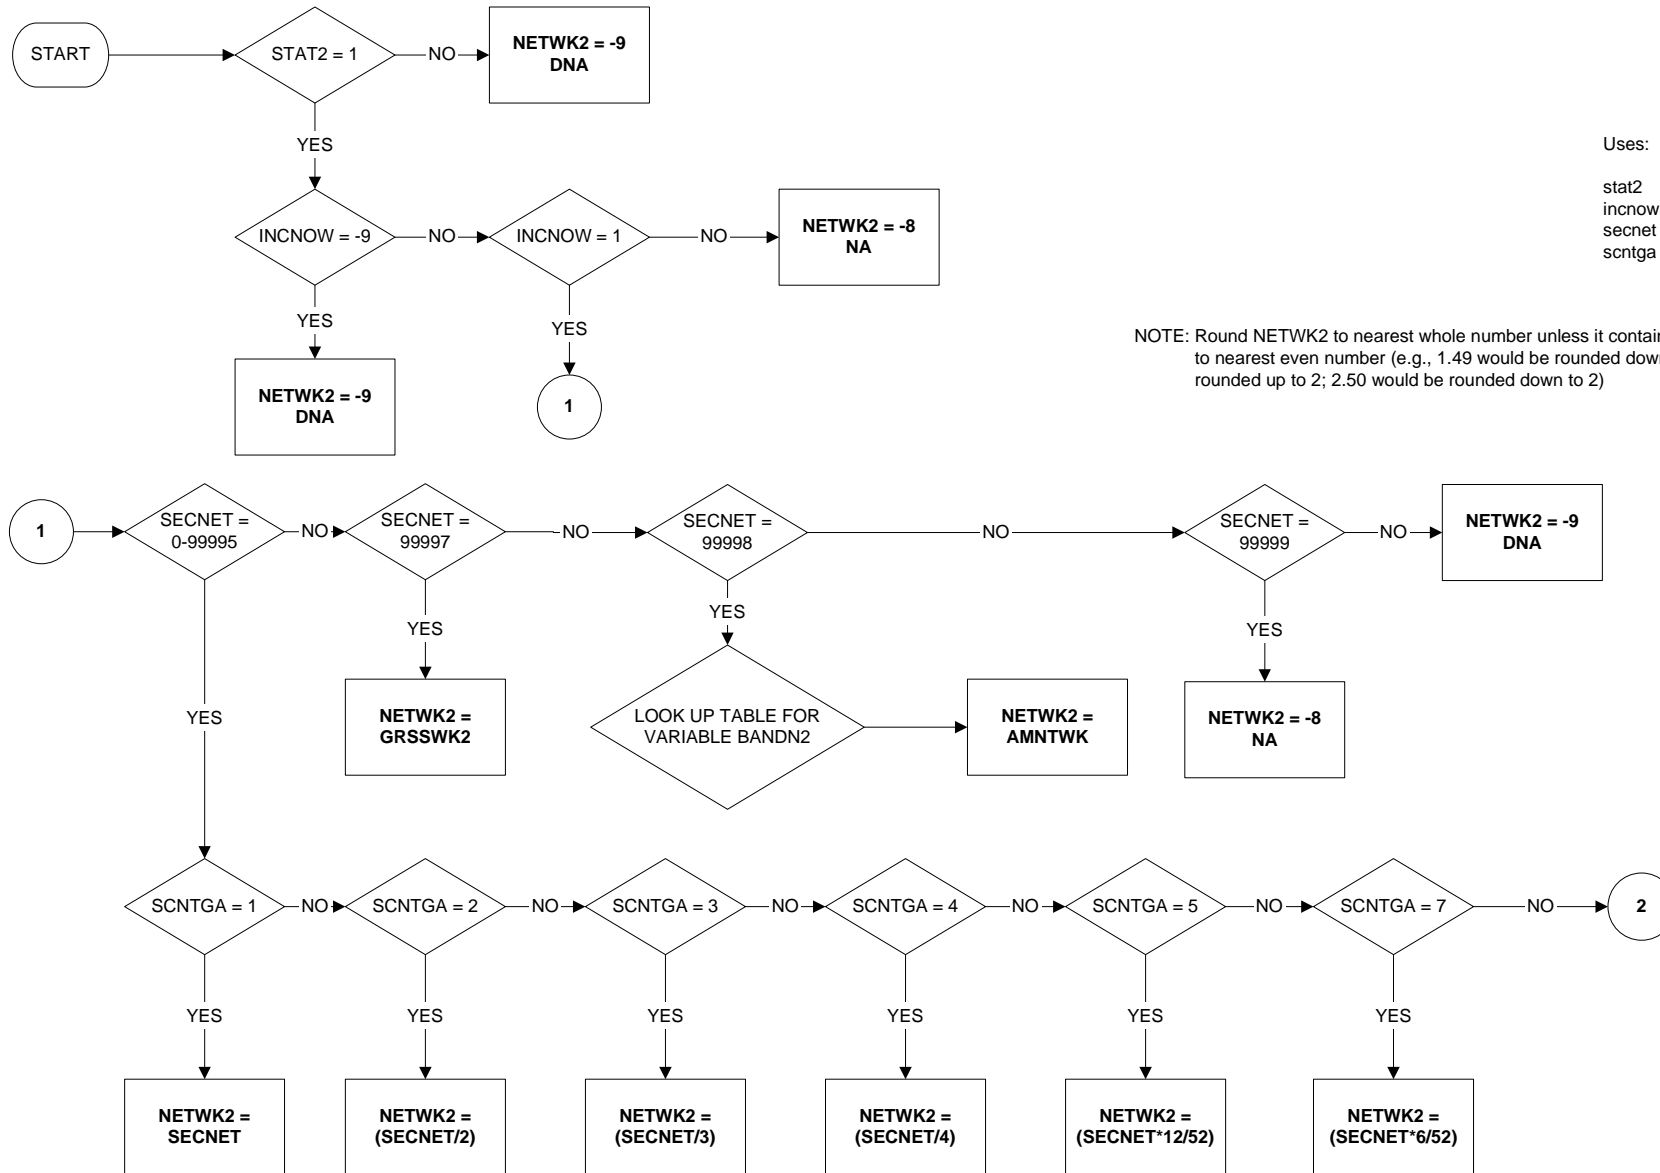 START
STAT2 = 1
NO
NETWK2 = -9
DNA
YES
Uses:
stat2
incnow
secnet
scntga
INCNOW = -9
NO
INCNOW = 1
NO
NETWK2 = -8
NA
YES
YES
NETWK2 = -9
DNA
1
NOTE: Round NETWK2 to nearest whole number unless it contain
to nearest even number (e.g., 1.49 would be rounded dow
rounded up to 2; 2.50 would be rounded down to 2)
1
SECNET =
0-99995
NO
SECNET =
99997
NO
SECNET =
99998
NO
SECNET =
99999
NO
NETWK2 = -9
DNA
YES
YES
YES
YES
NETWK2 =
GRSSWK2
LOOK UP TABLE FOR
VARIABLE BANDN2
NETWK2 =
AMNTWK
NETWK2 = -8
NA
SCNTGA = 1
NO
SCNTGA = 2
NO
SCNTGA = 3
NO
SCNTGA = 4
NO
SCNTGA = 5
NO
SCNTGA = 7
NO
2
YES
YES
YES
YES
YES
YES
NETWK2 =
SECNET
NETWK2 =
(SECNET/2)
NETWK2 =
(SECNET/3)
NETWK2 =
(SECNET/4)
NETWK2 =
(SECNET*12/52)
NETWK2 =
(SECNET*6/52)